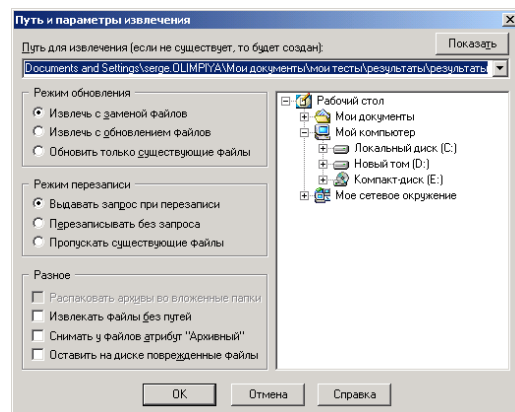 Путь и параметры извлечения
Путь для извлечения (если не существует, то будет создан):
Показать
Documents and Settings\serge.OLIMPIYA\Мои документы\мои тесты\результаты\результаты
Режим обновления
Извлечь с заменой файлов
Извлечь с обновлением файлов
Обновить только существующие файлы
Режим перезаписи
Выдавать запрос при перезаписи
Перезаписывать без запроса
Пропускать существующие файлы
Разное
Распаковать архивы во вложенные папки
Извлекать файлы без путей
Снимать у файлов атрибут "Архивный"
Оставить на диске поврежденные файлы
Рабочий стол
Мои документы
Мой компьютер
Локальный диск (C:)
Новый том (D:)
Компакт-диск (E:)
Мое сетевое окружение
OK
Отмена
Справка